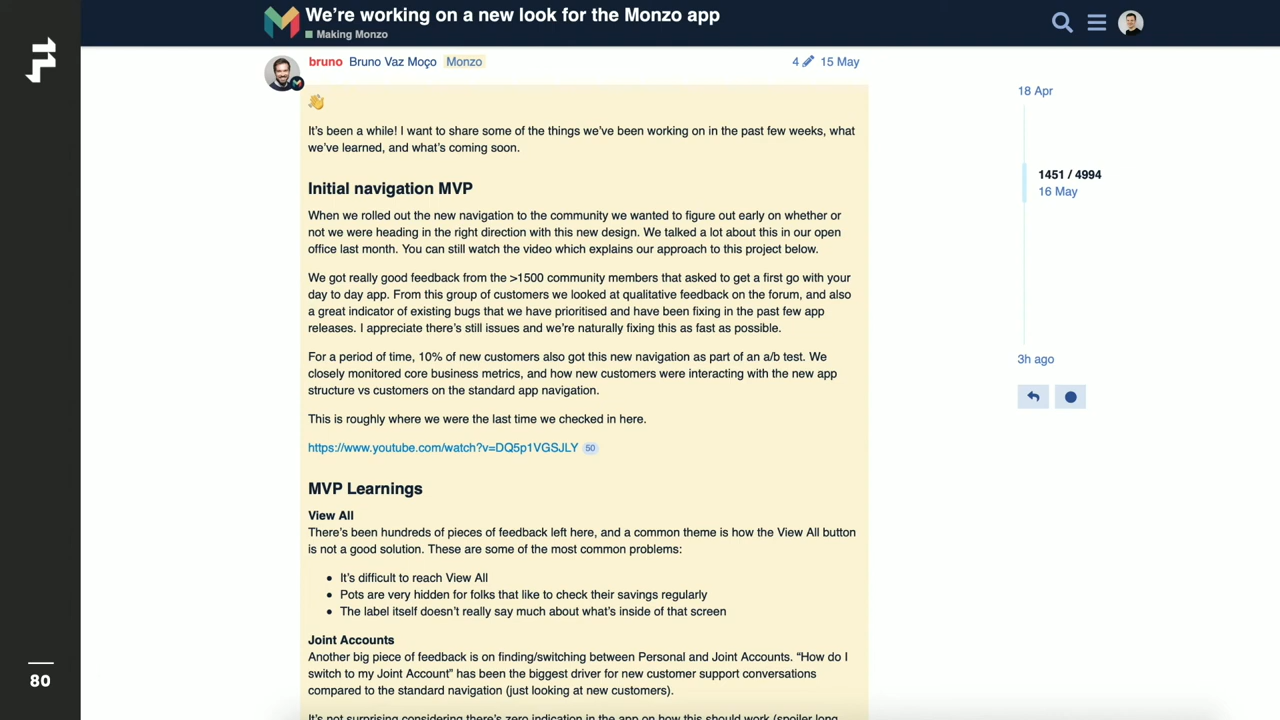 We're working on a new look for the Monzo app
Making Monzo
bruno Bruno Vaz Moço Monzo
4 15 May
It's been a while! I want to share some of the things we've been working on in the past few weeks, what
we've learned, and what's coming soon.
Initial navigation MVP
When we rolled out the new navigation to the community we wanted to figure out early on whether or
not we were heading in the right direction with this new design. We talked a lot about this in our open
office last month. You can still watch the video which explains our approach to this project below.
We got really good feedback from the >1500 community members that asked to get a first go with your
day to day app. From this group of customers we looked at qualitative feedback on the forum, and also
a great indicator of existing bugs that we have prioritised and have been fixing in the past few app
releases. I appreciate there's still issues and we're naturally fixing this as fast as possible.
For a period of time, 10% of new customers also got this new navigation as part of an a/b test. We
closely monitored core business metrics, and how new customers were interacting with the new app
structure vs customers on the standard app navigation.
This is roughly where we were the last time we checked in here.
https://www.youtube.com/watch?v=DQ5p1VGSJLY 50
MVP Learnings
View All
There's been hundreds of pieces of feedback left here, and a common theme is how the View All button
is not a good solution. These are some of the most common problems:
• It's difficult to reach View All
• Pots are very hidden for folks that like to check their savings regularly
• The label itself doesn't really say much about what's inside of that screen
Joint Accounts
Another big piece of feedback is on finding/switching between Personal and Joint Accounts. “How do I
switch to my Joint Account” has been the biggest driver for new customer support conversations
compared to the standard navigation (just looking at new customers).
It's not surprising considering there's zero indication in the app on how this should work (spoiler long
18 Apr
1451 / 4994
16 May
3h ago
80